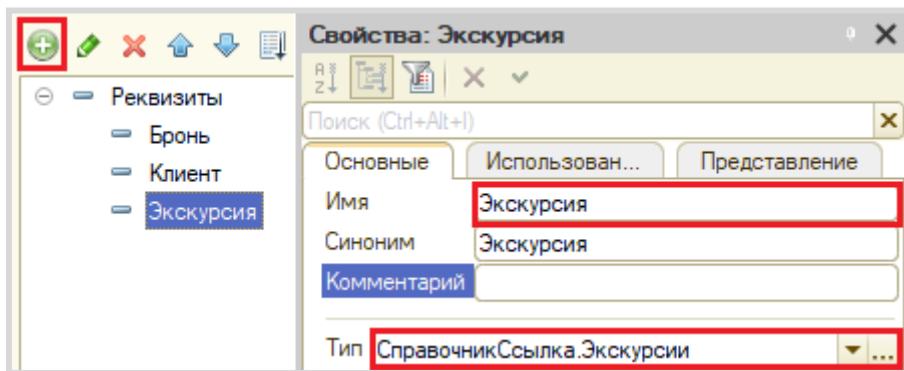 Свойства: Экскурсия
Реквизиты
Бронь
Клиент
Экскурсия
Поиск (Ctrl+Alt+I)
Основные
Использован...
Представление
Имя
Экскурсия
Синоним
Экскурсия
Комментарий
Тип
СправочникСсылка.Экскурсии
...